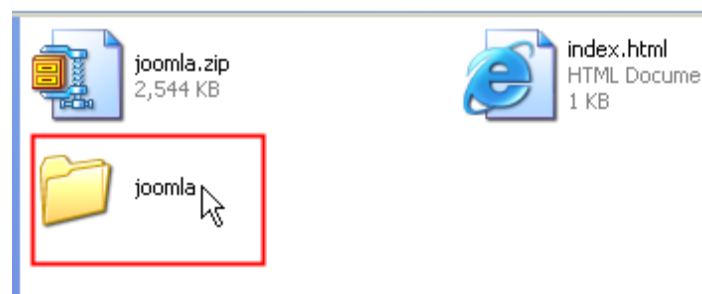 joomla.zip
2,544 KB
index.html
HTML Docume
1 KB
joomla